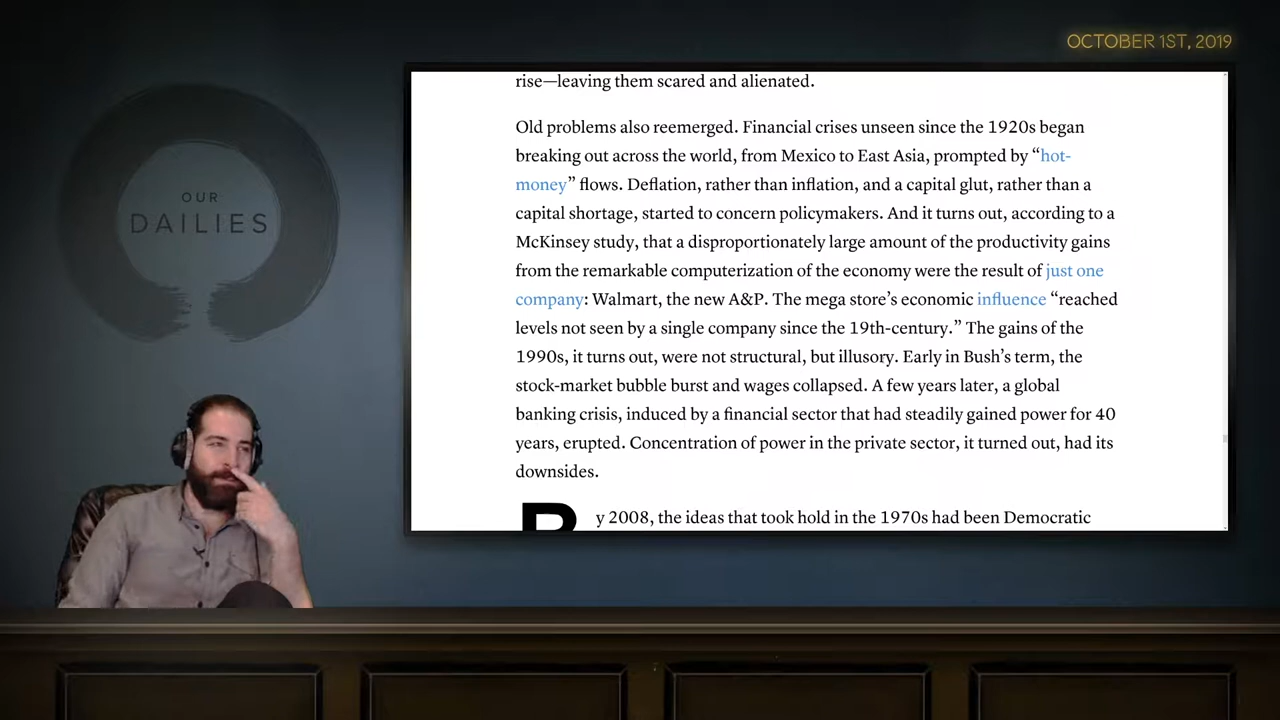 OCTOBER 1ST, 2019
OUR
DAILIES
rise—leaving them scared and alienated.
Old problems also reemerged. Financial crises unseen since the 1920s began
breaking out across the world, from Mexico to East Asia, prompted by “hot-
money” flows. Deflation, rather than inflation, and a capital glut, rather than a
capital shortage, started to concern policymakers. And it turns out, according to a
McKinsey study, that a disproportionately large amount of the productivity gains
from the remarkable computerization of the economy were the result of just one
company: Walmart, the new A&P. The mega store’s economic influence “reached
levels not seen by a single company since the 19th-century.” The gains of the
1990s, it turns out, were not structural, but illusory. Early in Bush’s term, the
stock-market bubble burst and wages collapsed. A few years later, a global
banking crisis, induced by a financial sector that had steadily gained power for 40
years, erupted. Concentration of power in the private sector, it turned out, had its
downsides.
By 2008, the ideas that took hold in the 1970s had been Democratic